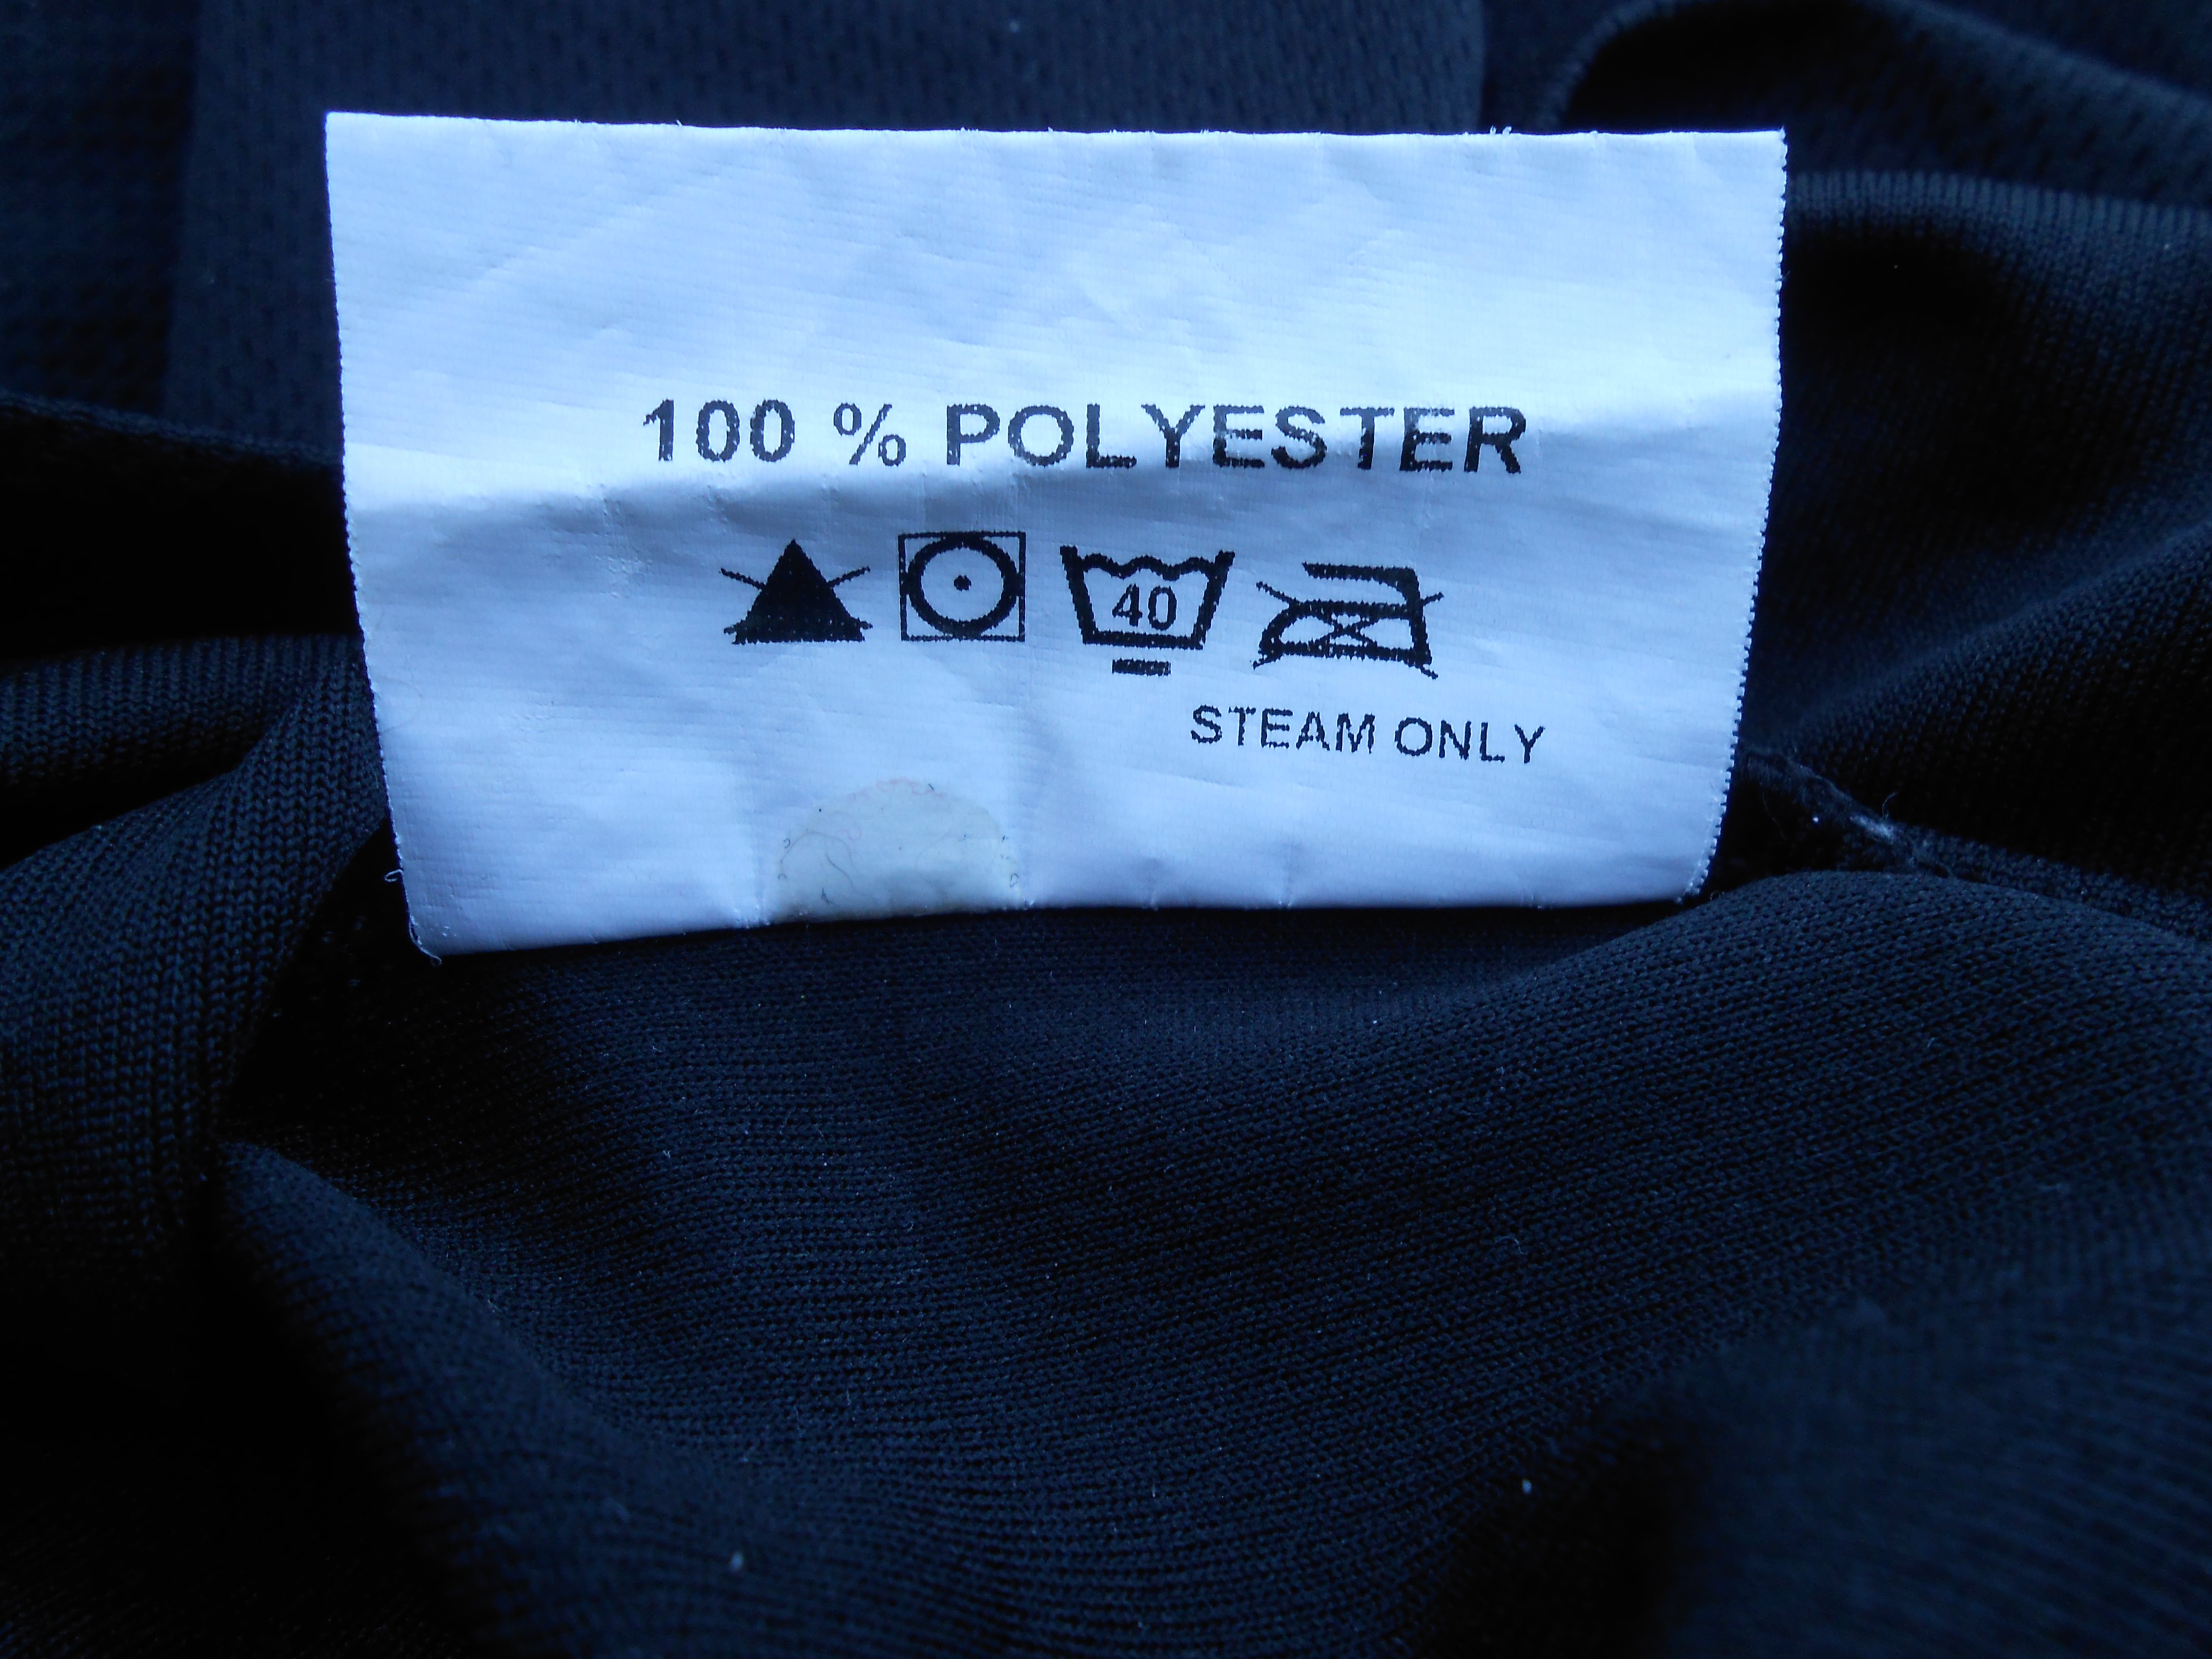 100 % POLYESTER
40
STEAM ONLY